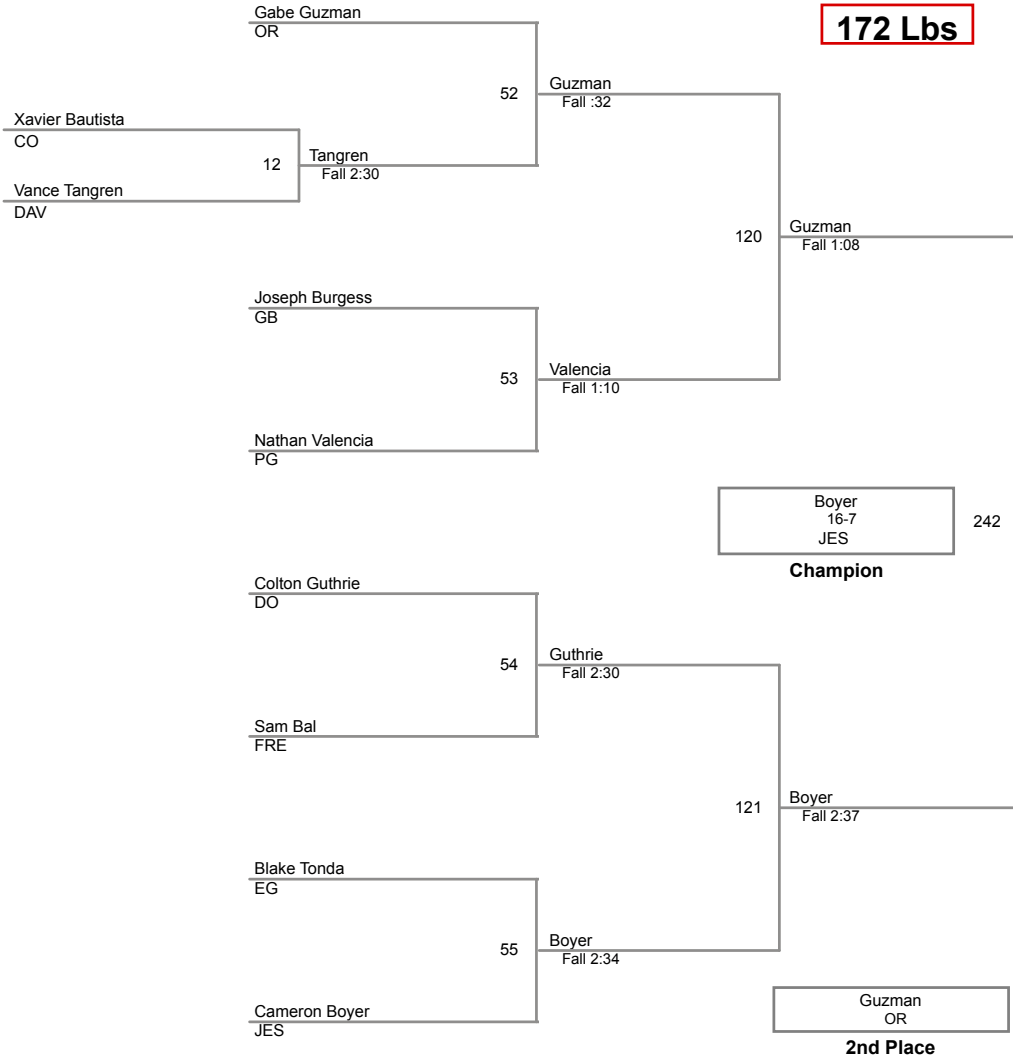 172 Lbs
Gabe Guzman
OR
52
Guzman
Fall :32
Xavier Bautista
CO
12
Tangren
Fall 2:30
Vance Tangren
DAV
120
Guzman
Fall 1:08
Joseph Burgess
GB
53
Valencia
Fall 1:10
Nathan Valencia
PG
Boyer
16-7
JES
242
Champion
Colton Guthrie
DO
54
Guthrie
Fall 2:30
Sam Bal
FRE
121
Boyer
Fall 2:37
Blake Tonda
EG
55
Boyer
Fall 2:34
Cameron Boyer
JES
Guzman
OR
2nd Place